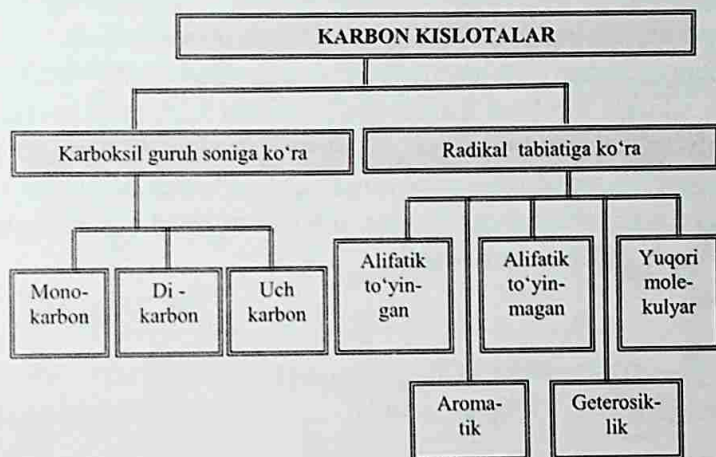 KARBON KISLOTALAR
Karboksil guruh soniga ko‘ra
Radikal tabiatiga ko‘ra
Mono-
karbon
Di -
karbon
Uch
karbon
Alifatik
to‘yin-
gan
Alifatik
to‘yin-
magan
Yuqori
mole-
kulyar
Aroma-
tik
Geterosik-
lik